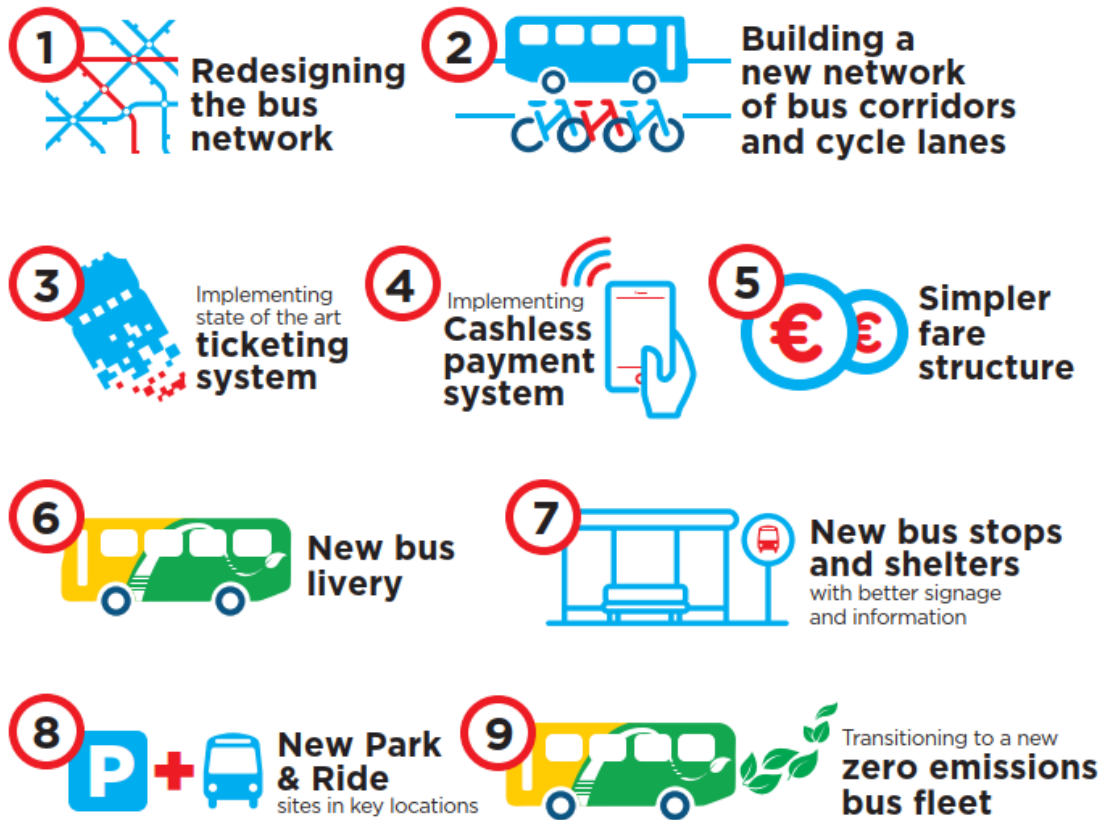 1
Redesigning
the bus
network
2
Building a
new network
of bus corridors
and cycle lanes
3
Implementing
state of the art
ticketing
system
4
Implementing
Cashless
payment
system
5
€ €
Simpler
fare
structure
6
New bus
livery
7
New bus stops
and shelters
with better signage
and information
8
P
New Park
& Ride
sites in key locations
9
Transitioning to a new
zero emissions
bus fleet